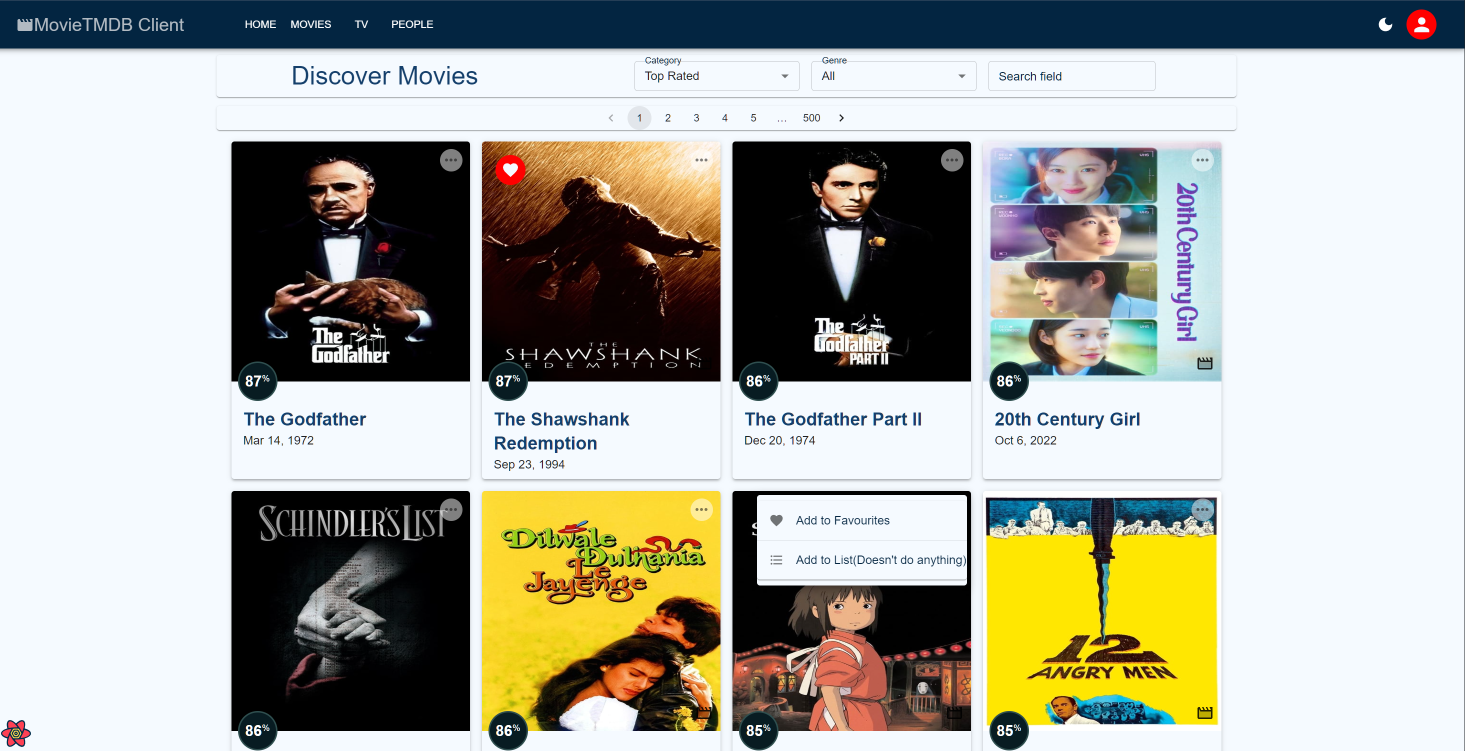 MovieTMDB Client
HOME MOVIES TV PEOPLE
Discover Movies
Category
Top Rated
Genre
All
Search field
1 2 3 4 5 … 500
The Godfather
87%
The Godfather
Mar 14, 1972
THE
SHAWSHANK
REDEMPTION
87%
The Shawshank
Redemption
Sep 23, 1994
The Godfather
PART II
86%
The Godfather Part II
Dec 20, 1974
20th Century Girl
86%
20th Century Girl
Oct 6, 2022
SCHINDLER'S LIST
86%
Dilwale
Dulhania
Le
Jayenge
86%
Add to Favourites
Add to List(Doesn't do anything)
S
85%
12
ANGRY MEN
85%